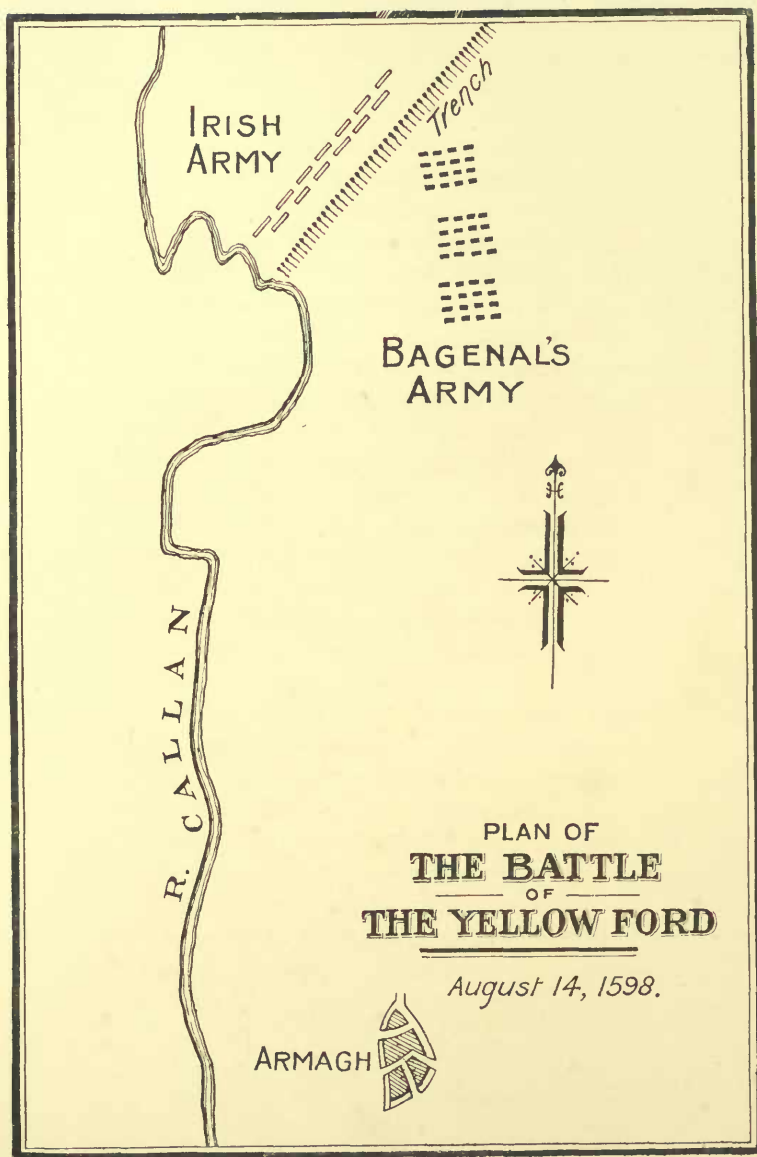 IRISH
ARMY
Trench
BAGENAL'S
ARMY
R. CALLAN
PLAN OF
THE BATTLE
OF
THE YELLOW FORD
August 14, 1598.
ARMAGH